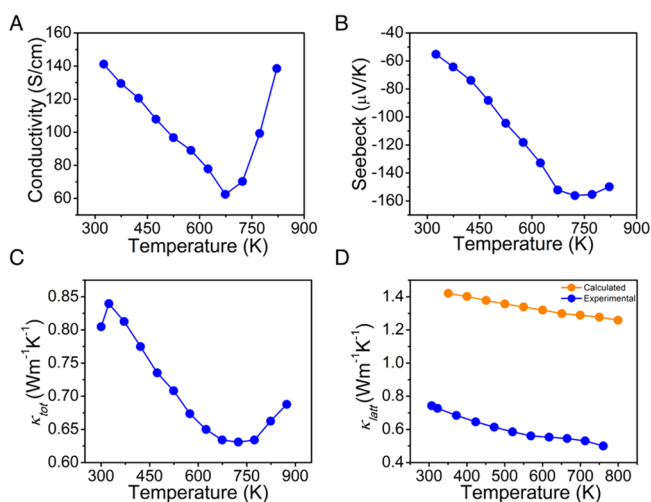 A
160
140
120
100
80
60
Conductivity (S/cm)
300 450 600 750 900
Temperature (K)
B
-40
-60
-80
-100
-120
-140
-160
Seebeck (μV/K)
300 450 600 750 900
Temperature (K)
C
0.85
0.80
0.75
0.70
0.65
0.60
κtot (Wm⁻¹K⁻¹)
300 450 600 750 900
Temperature (K)
D
1.4
1.2
1.0
0.8
0.6
0.4
κlatt (Wm⁻¹K⁻¹)
Calculated
Experimental
300 400 500 600 700 800
Temperature (K)